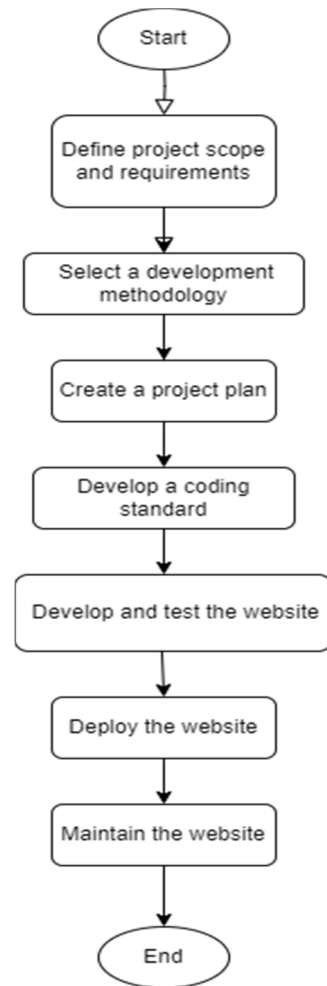 Start
Define project scope
and requirements
Select a development
methodology
Create a project plan
Develop a coding
standard
Develop and test the website
Deploy the website
Maintain the website
End